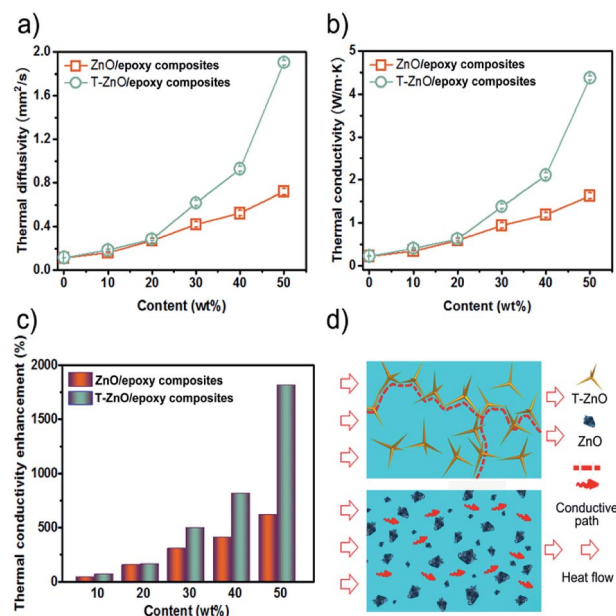 a)
ZnO/epoxy composites
T-ZnO/epoxy composites
Thermal diffusivity (mm²/s)
2.0
1.6
1.2
0.8
0.4
0.0
0 10 20 30 40 50
Content (wt%)
b)
ZnO/epoxy composites
T-ZnO/epoxy composites
Thermal conductivity (W/m·K)
5
4
3
2
1
0
0 10 20 30 40 50
Content (wt%)
c)
ZnO/epoxy composites
T-ZnO/epoxy composites
Thermal conductivity enhancement (%)
2000
1500
1000
500
0
10 20 30 40 50
Content (wt%)
d)
T-ZnO
ZnO
Conductive
path
Heat flow